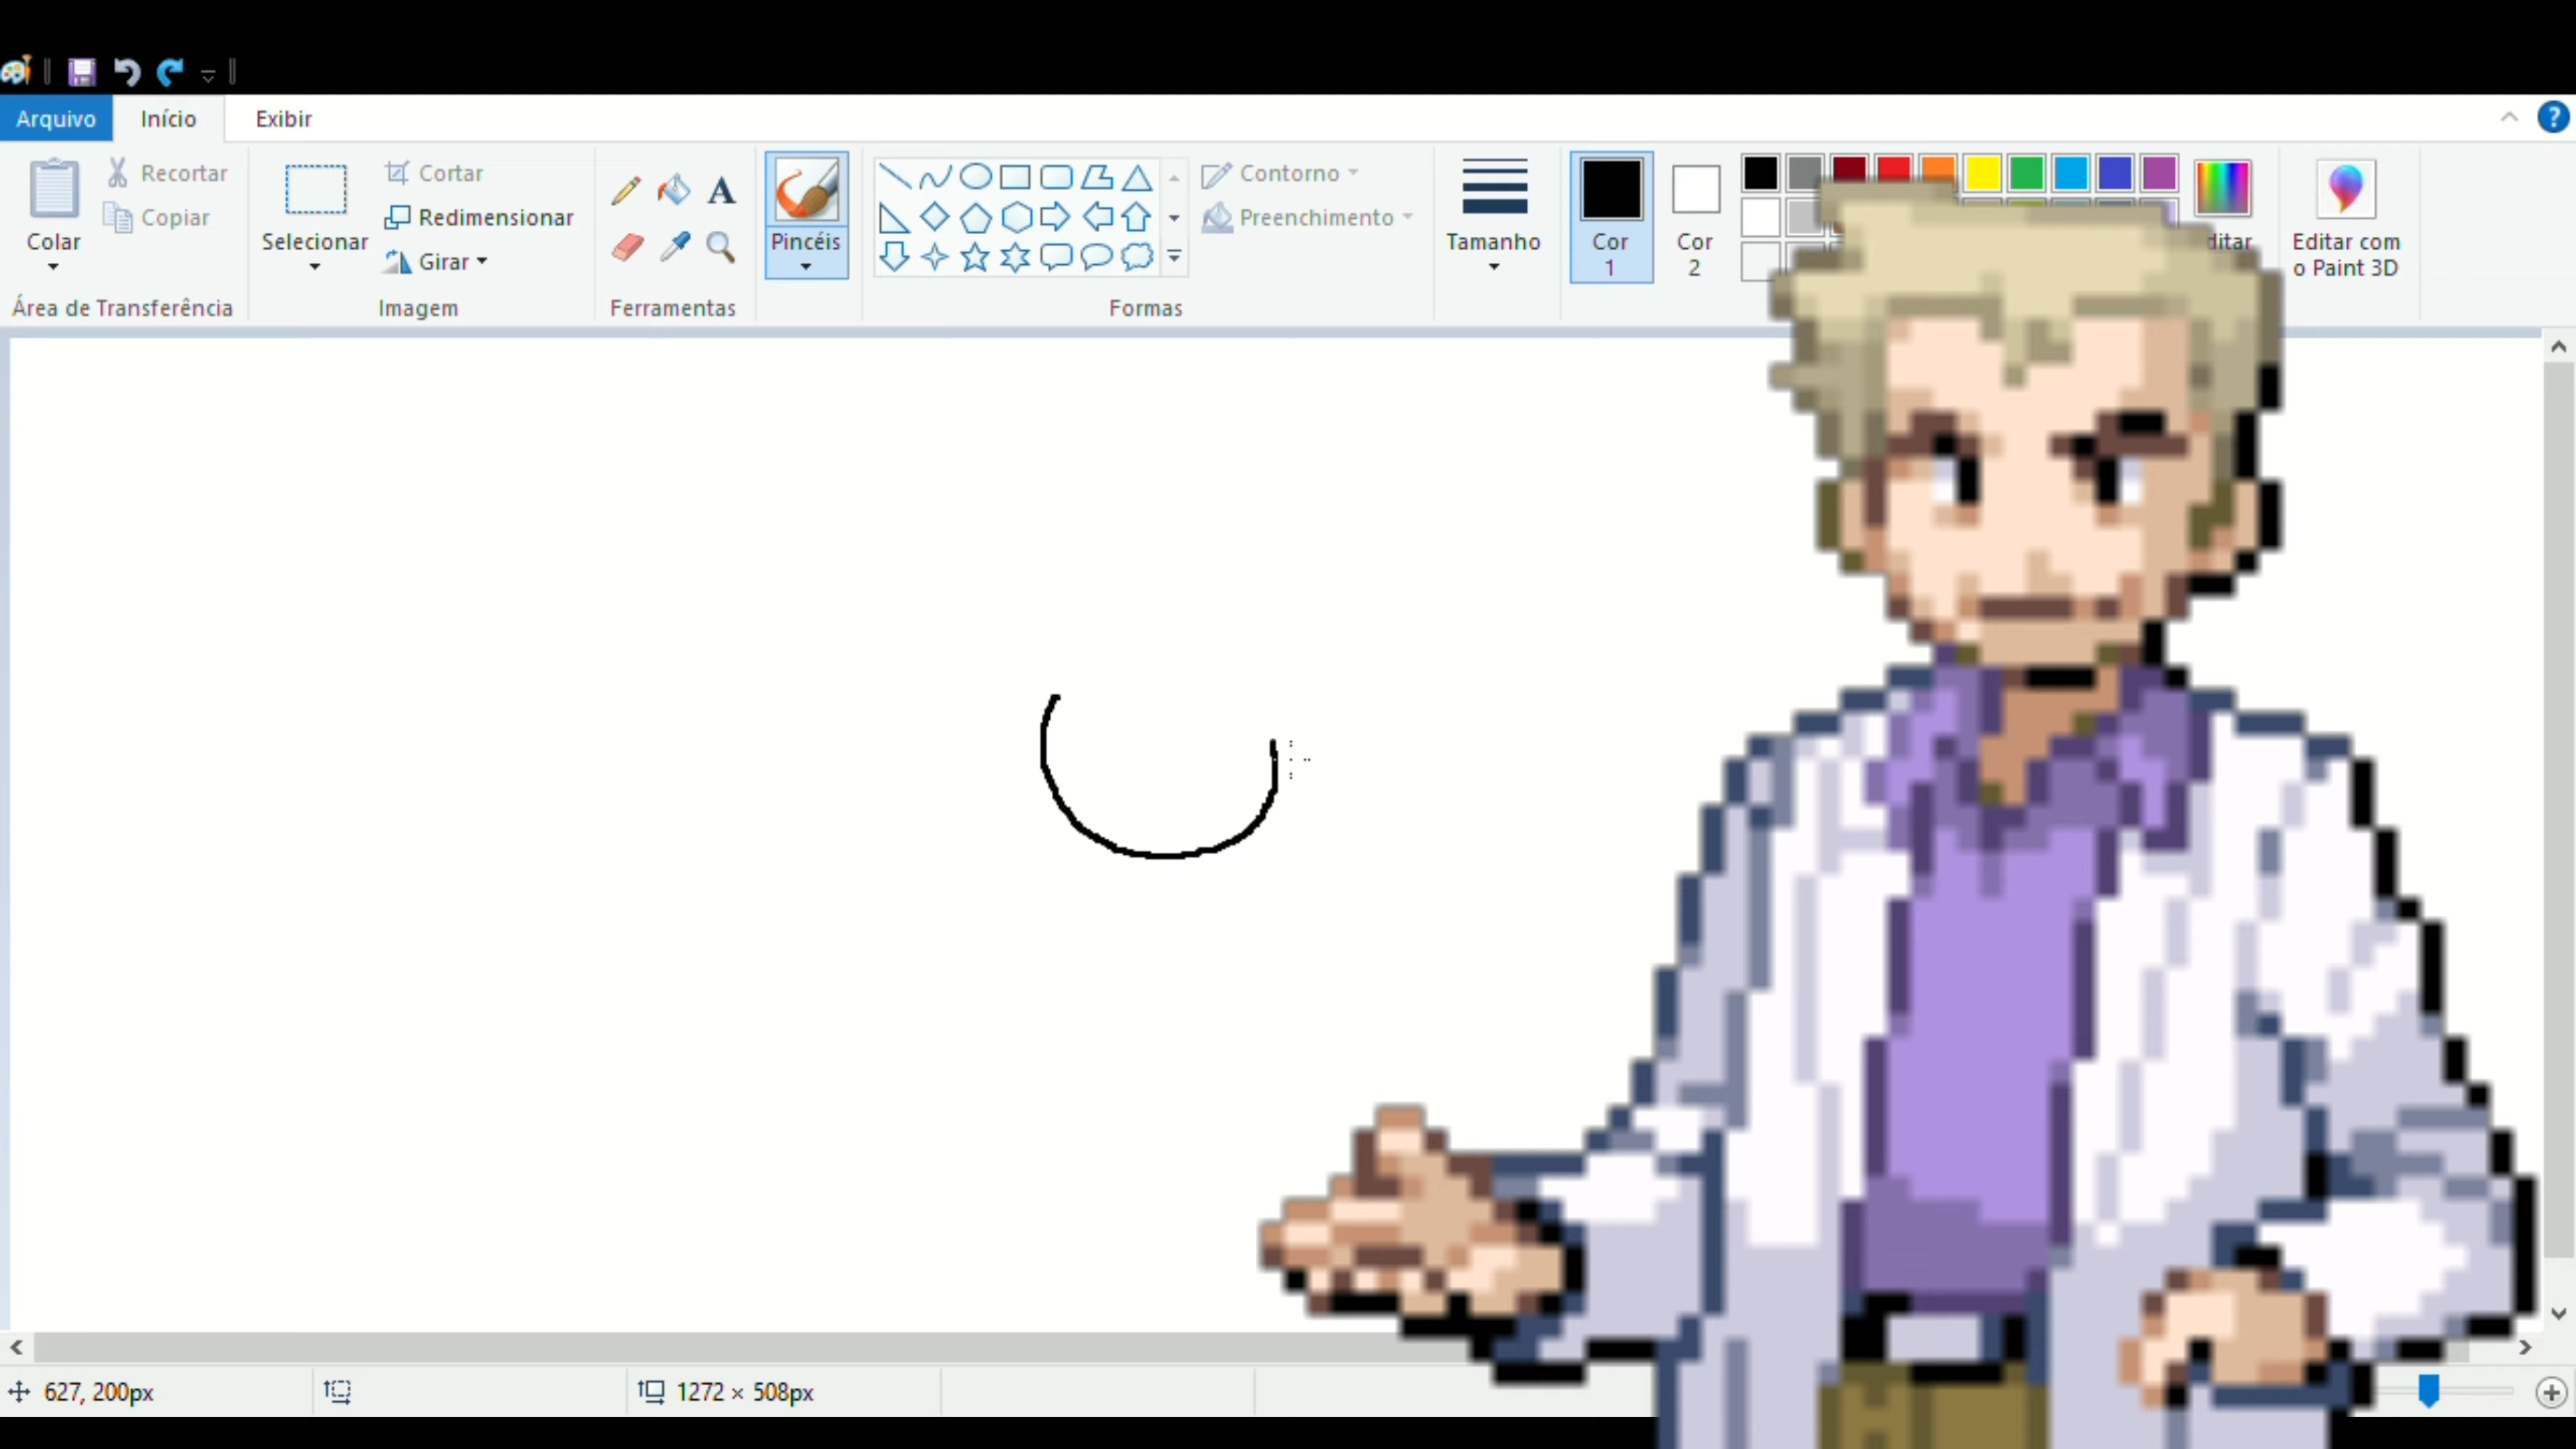 Arquivo Início Exibir
Colar
Recortar
Copiar
Área de Transferência
Selecionar
Cortar
Redimensionar
Girar
Imagem
A
Ferramentas
Pincéis
Formas
Contorno
Preenchimento
Tamanho
Cor
1
Cor
2
Editar com
o Paint 3D
?
627, 200px
1272 × 508px